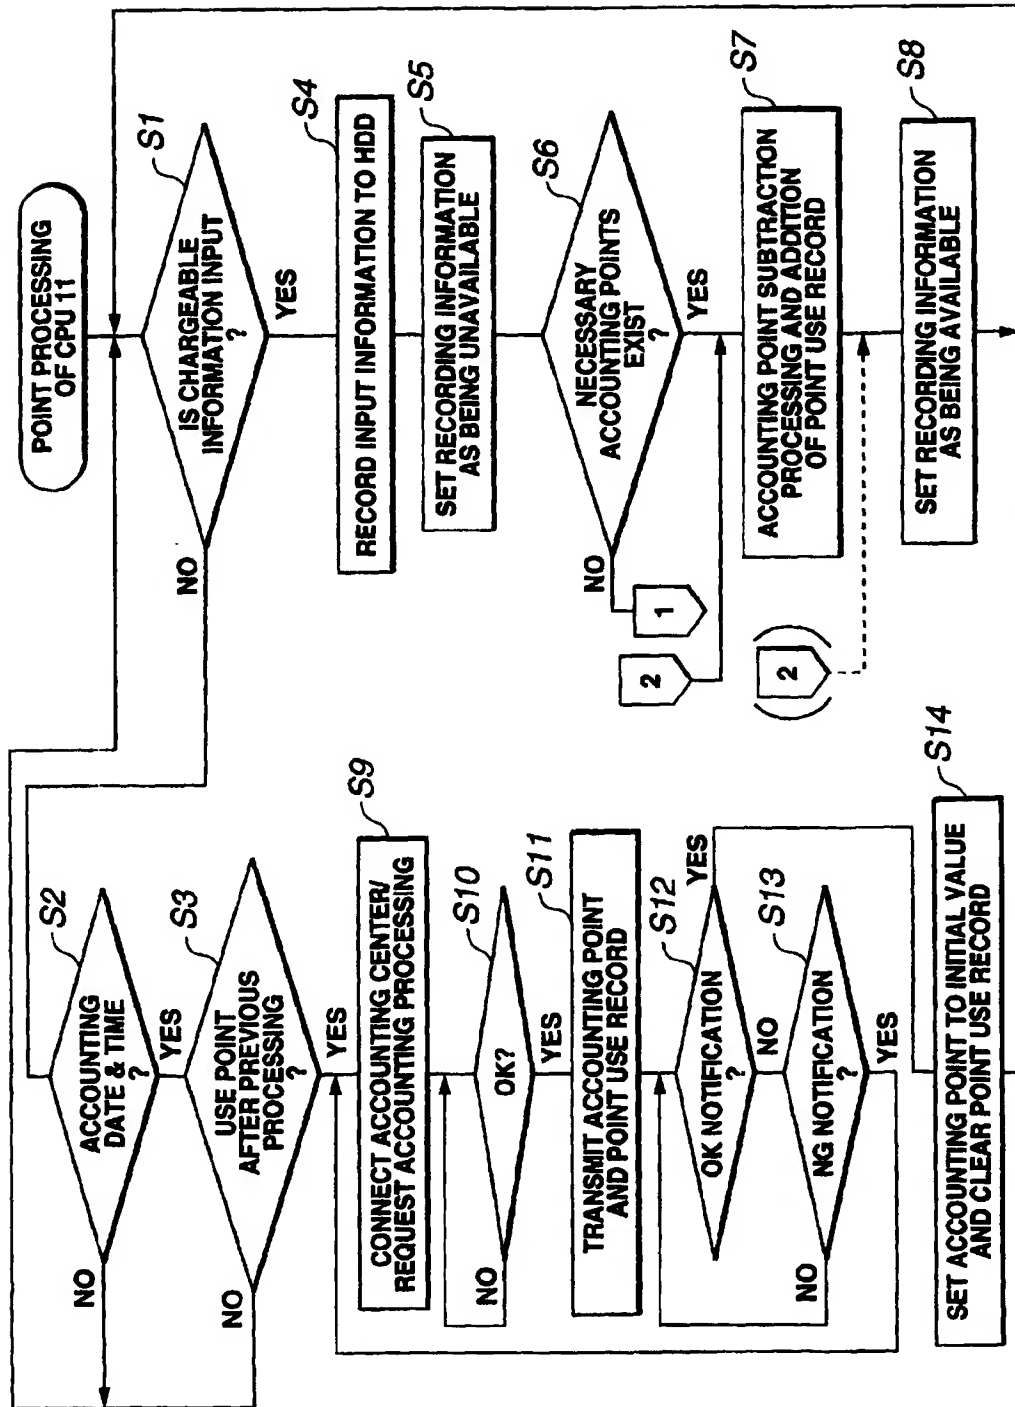 POINT PROCESSING
OF CPU 11
S1
IS CHARGEABLE
INFORMATION INPUT
?
NO
YES
S4
RECORD INPUT INFORMATION TO HDD
S5
SET RECORDING INFORMATION
AS BEING UNAVAILABLE
S6
NECESSARY
ACCOUNTING POINTS
EXIST
?
NO
YES
1
2
S7
ACCOUNTING POINT SUBTRACTION
PROCESSING AND ADDITION
OF POINT USE RECORD
(2)
S8
SET RECORDING INFORMATION
AS BEING AVAILABLE
S2
ACCOUNTING
DATE & TIME
?
NO
YES
S3
USE POINT
AFTER PREVIOUS
PROCESSING
?
NO
YES
S9
CONNECT ACCOUNTING CENTER/
REQUEST ACCOUNTING PROCESSING
S10
OK?
NO
YES
S11
TRANSMIT ACCOUNTING POINT
AND POINT USE RECORD
S12
OK NOTIFICATION
?
YES
NO
S13
NG NOTIFICATION
?
NO
YES
S14
SET ACCOUNTING POINT TO INITIAL VALUE
AND CLEAR POINT USE RECORD